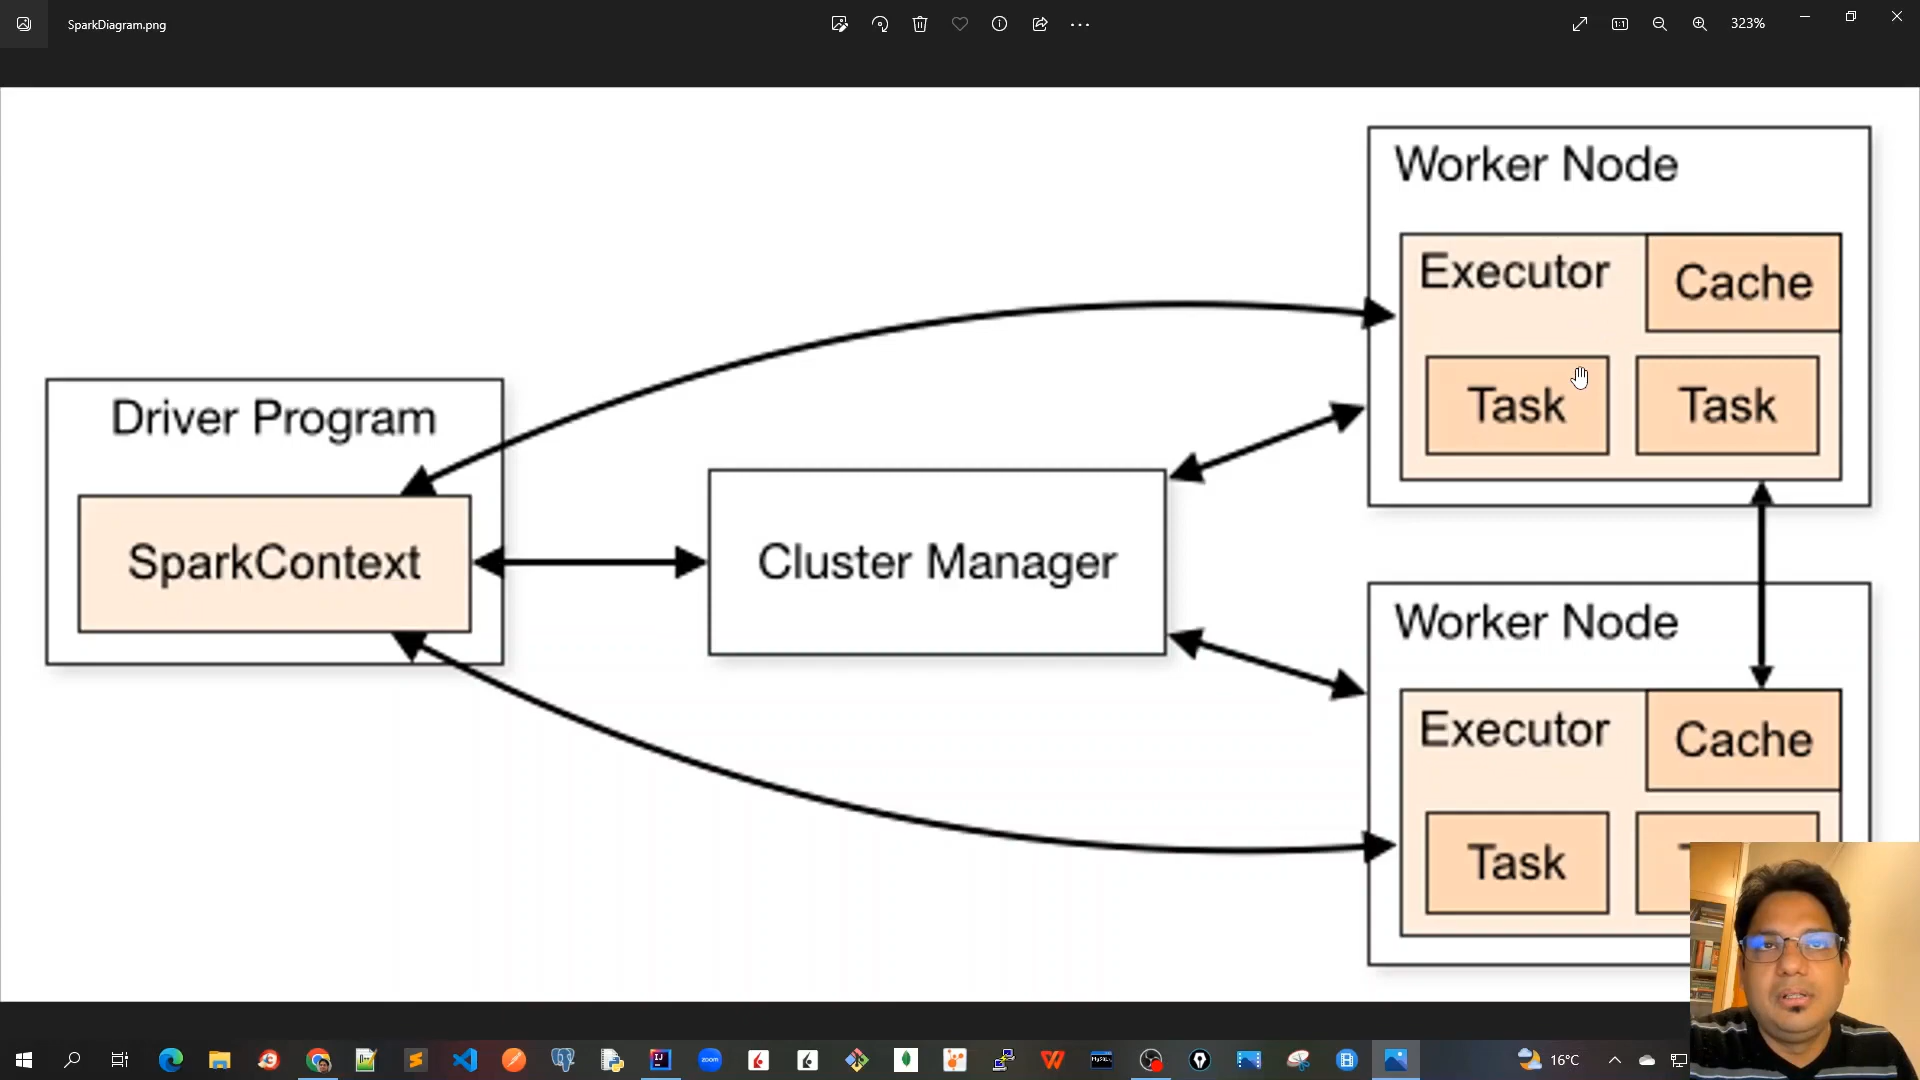 SparkDiagram.png
323%
Worker Node
Executor
Cache
Task
Task
Driver Program
SparkContext
Cluster Manager
Worker Node
Executor
Cache
Task
16°C